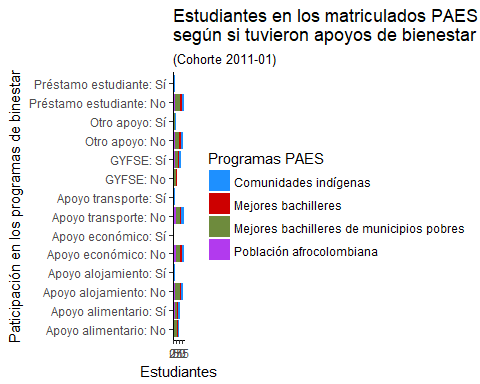 Estudiantes en los matriculados PAES
según si tuvieron apoyos de bienestar
(Cohorte 2011-01)
Paticipación en los programas de binestar
Préstamo estudiante: Sí
Préstamo estudiante: No
Otro apoyo: Sí
Otro apoyo: No
GYFSE: Sí
GYFSE: No
Apoyo transporte: Sí
Apoyo transporte: No
Apoyo económico: Sí
Apoyo económico: No
Apoyo alojamiento: Sí
Apoyo alojamiento: No
Apoyo alimentario: Sí
Apoyo alimentario: No
Estudiantes
Programas PAES
Comunidades indígenas
Mejores bachilleres
Mejores bachilleres de municipios pobres
Población afrocolombiana